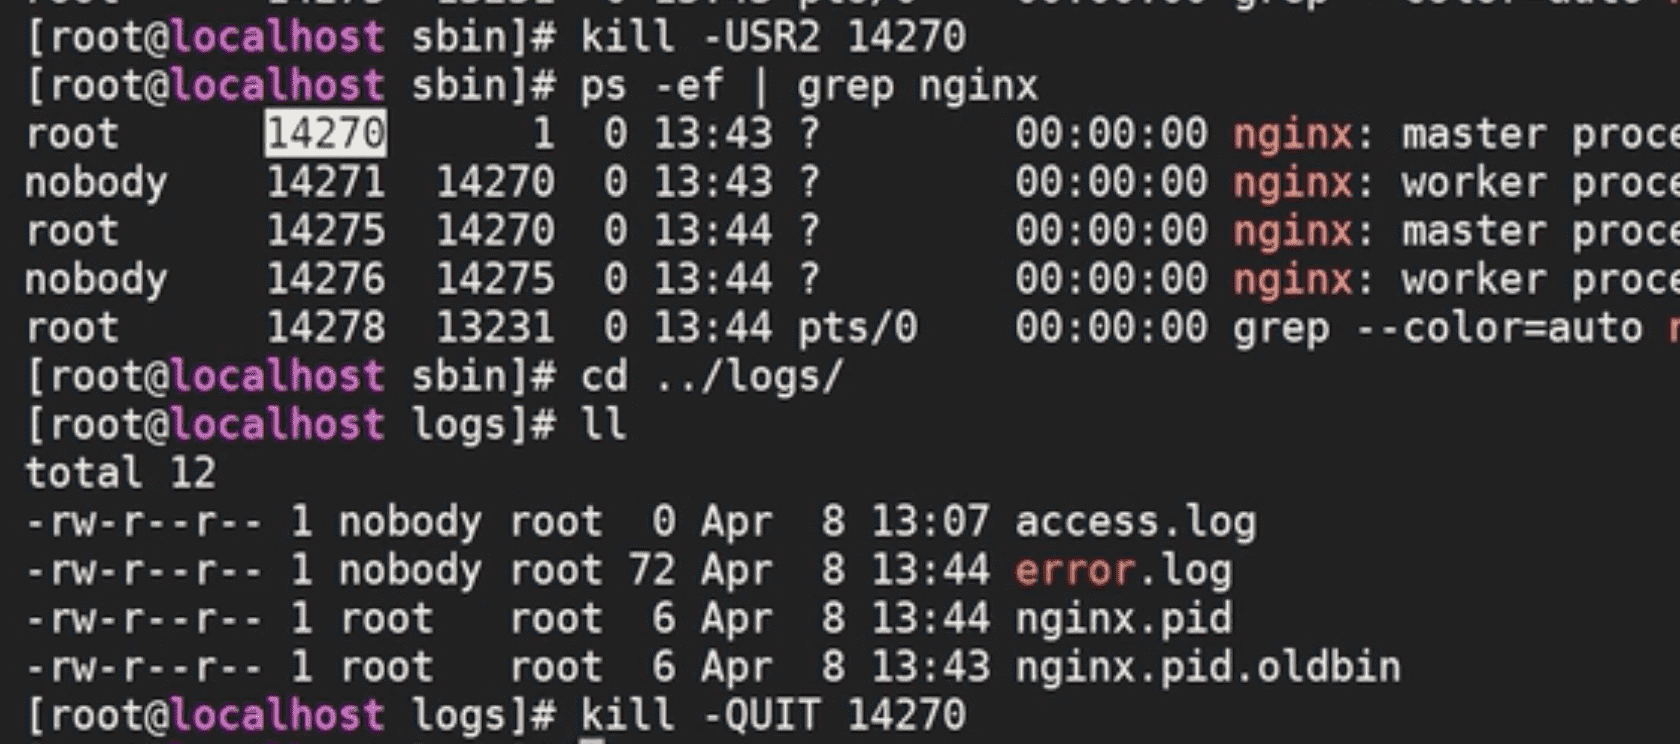 [root@localhost sbin]# kill -USR2 14270
[root@localhost sbin]# ps -ef | grep nginx
root 14270 1 0 13:43 ? 00:00:00 nginx: master proce
nobody 14271 14270 0 13:43 ? 00:00:00 nginx: worker proce
root 14275 14270 0 13:44 ? 00:00:00 nginx: master proce
nobody 14276 14275 0 13:44 ? 00:00:00 nginx: worker proce
root 14278 13231 0 13:44 pts/0 00:00:00 grep --color=auto
[root@localhost sbin]# cd ../logs/
[root@localhost logs]# ll
total 12
-rw-r--r-- 1 nobody root 0 Apr 8 13:07 access.log
-rw-r--r-- 1 nobody root 72 Apr 8 13:44 error.log
-rw-r--r-- 1 root root 6 Apr 8 13:44 nginx.pid
-rw-r--r-- 1 root root 6 Apr 8 13:43 nginx.pid.oldbin
[root@localhost logs]# kill -QUIT 14270